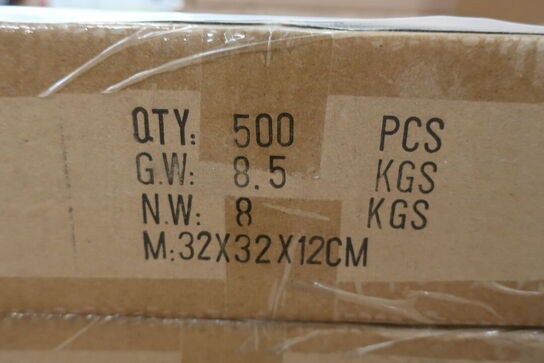 QTY: 500 PCS
G.W: 8.5 KGS
N.W: 8 KGS
M:32X32X12CM